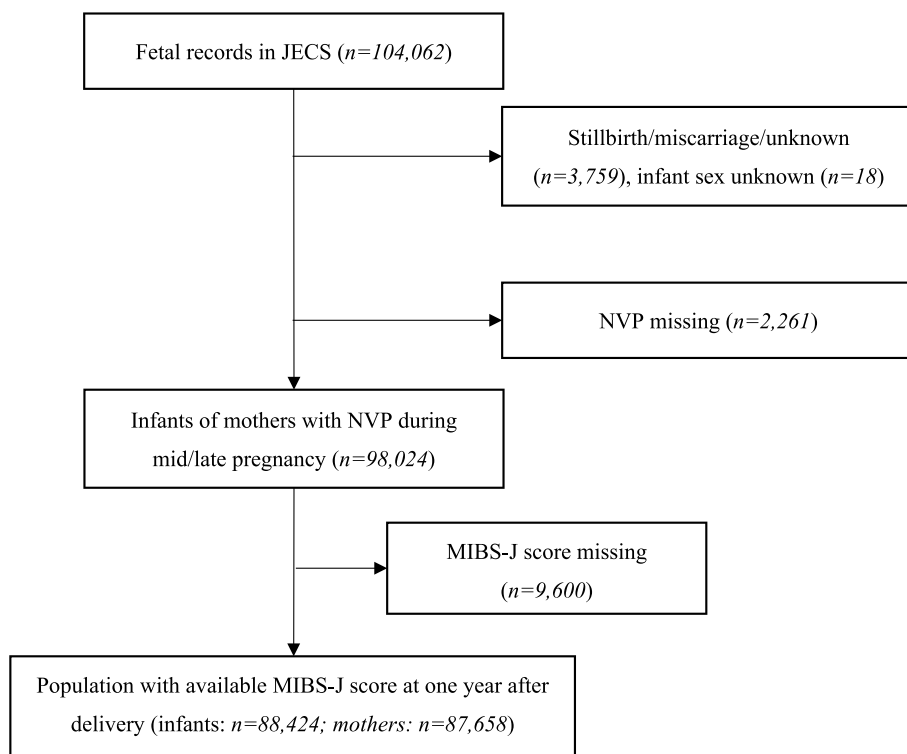 Fetal records in JECS (n=104,062)
Stillbirth/miscarriage/unknown
(n=3,759), infant sex unknown (n=18)
NVP missing (n=2,261)
Infants of mothers with NVP during
mid/late pregnancy (n=98,024)
MIBS-J score missing
(n=9,600)
Population with available MIBS-J score at one year after
delivery (infants: n=88,424; mothers: n=87,658)